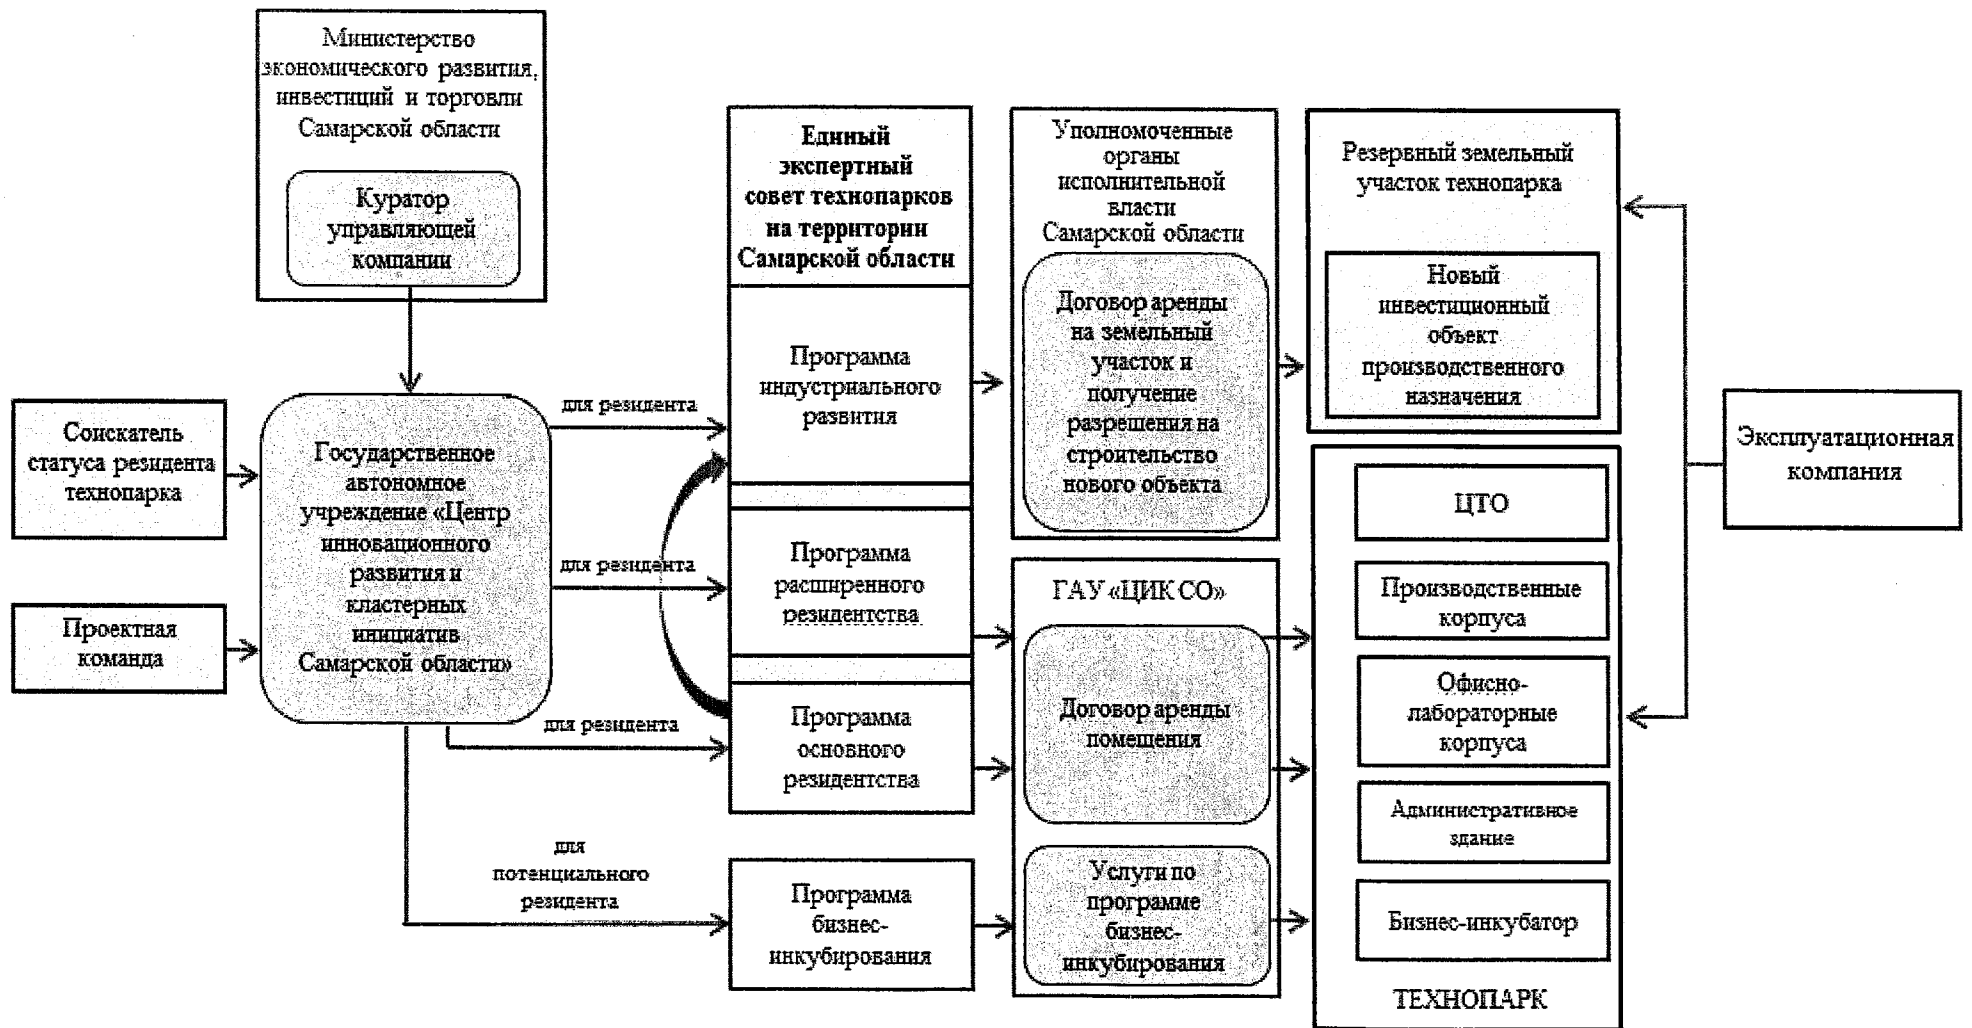 Министерство
экономического развития,
инвестиций и торговли
Самарской области
Куратор
управляющей
компании
Соискатель
статуса резидента
технопарка
Проектная
команда
Государственное
автономное
учреждение «Центр
инновационного
развития и
кластерных
инициатив
Самарской области»
для резидента
для резидента
для резидента
для
потенциального
резидента
Единый
экспертный
совет технопарков
на территории
Самарской области
Программа
индустриального
развития
Программа
расширенного
резидентства
Программа
основного
резидентства
Программа
бизнес-
инкубирования
Уполномоченные
органы
исполнительной
власти
Самарской области
Договор аренды
на земельный
участок и
получение
разрешения на
строительство
нового объекта
ГАУ «ЦИК СО»
Договор аренды
помещения
Услуги по
программе
бизнес-
инкубирования
Резервный земельный
участок технопарка
Новый
инвестиционный
объект
производственного
назначения
ЦТО
Производственные
корпуса
Офисно-
лабораторные
корпуса
Административное
здание
Бизнес-инкубатор
ТЕХНОПАРК
Эксплуатационная
компания